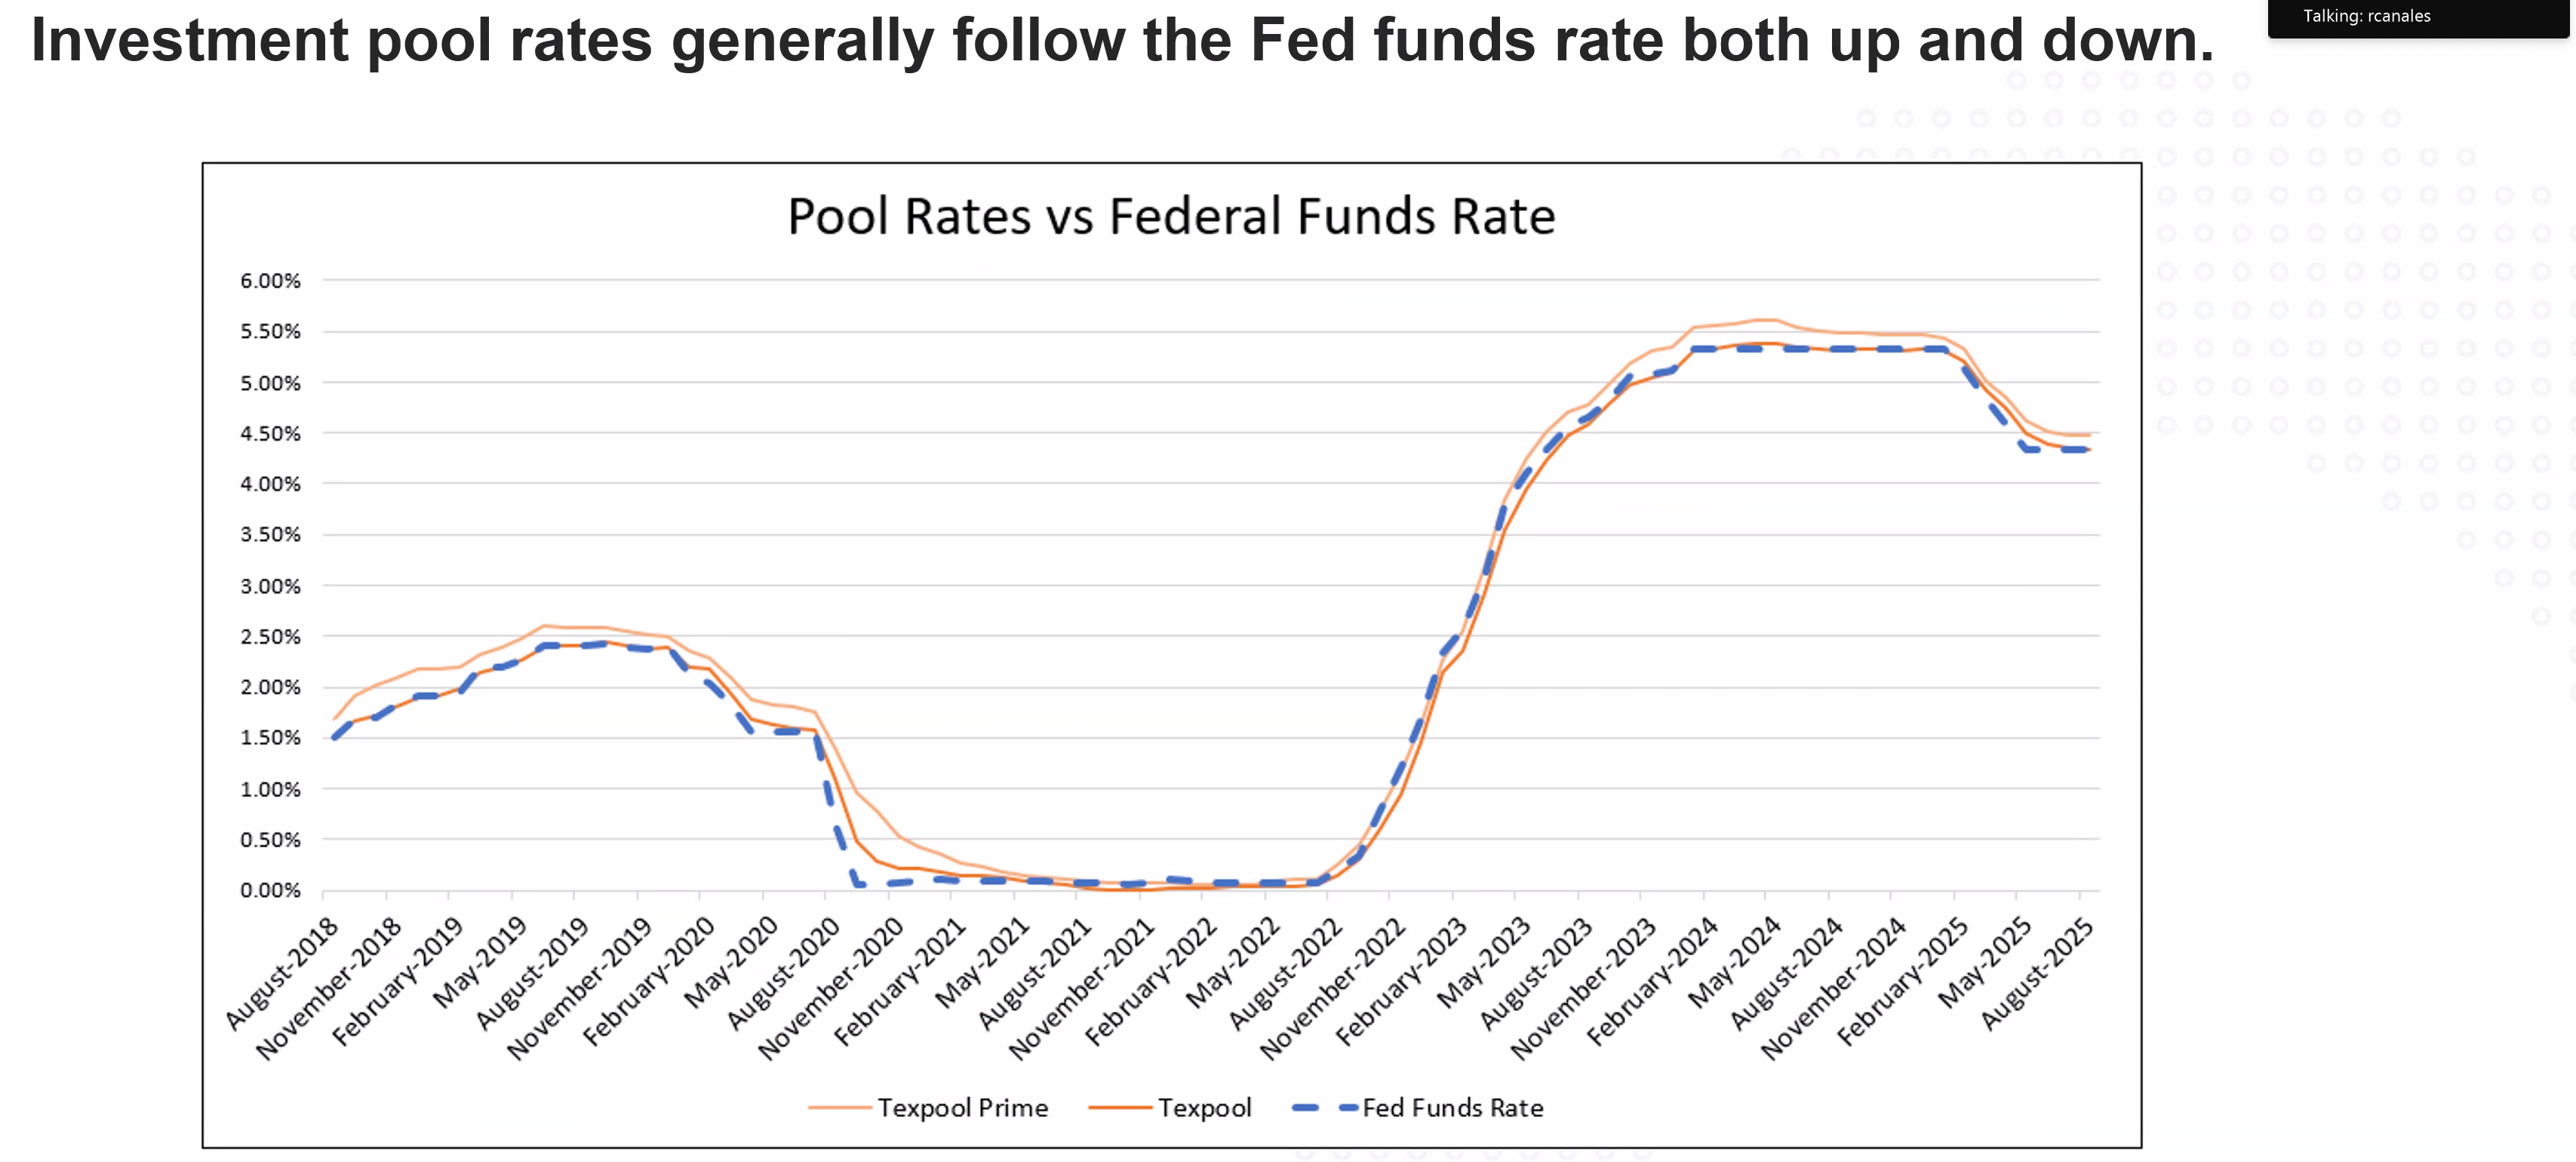 Investment pool rates generally follow the Fed funds rate both up and down.
Talking: rcanales
Pool Rates vs Federal Funds Rate
6.00%
5.50%
5.00%
4.50%
4.00%
3.50%
3.00%
2.50%
2.00%
1.50%
1.00%
0.50%
0.00%
August-2018
November-2018
February-2019
May-2019
August-2019
November-2019
February-2020
May-2020
August-2020
November-2020
February-2021
May-2021
August-2021
November-2021
February-2022
May-2022
August-2022
November-2022
February-2023
May-2023
August-2023
November-2023
February-2024
May-2024
August-2024
November-2024
February-2025
May-2025
August-2025
Texpool Prime
Texpool
Fed Funds Rate